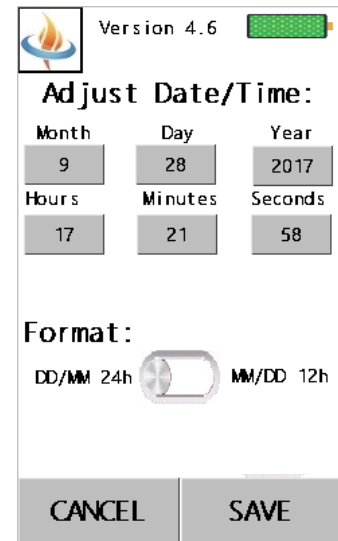 Version 4.6
Adjust Date/Time:
Month Day Year
9 28 2017
Hours Minutes Seconds
17 21 58
Format:
DD/MM 24h MM/DD 12h
CANCEL SAVE